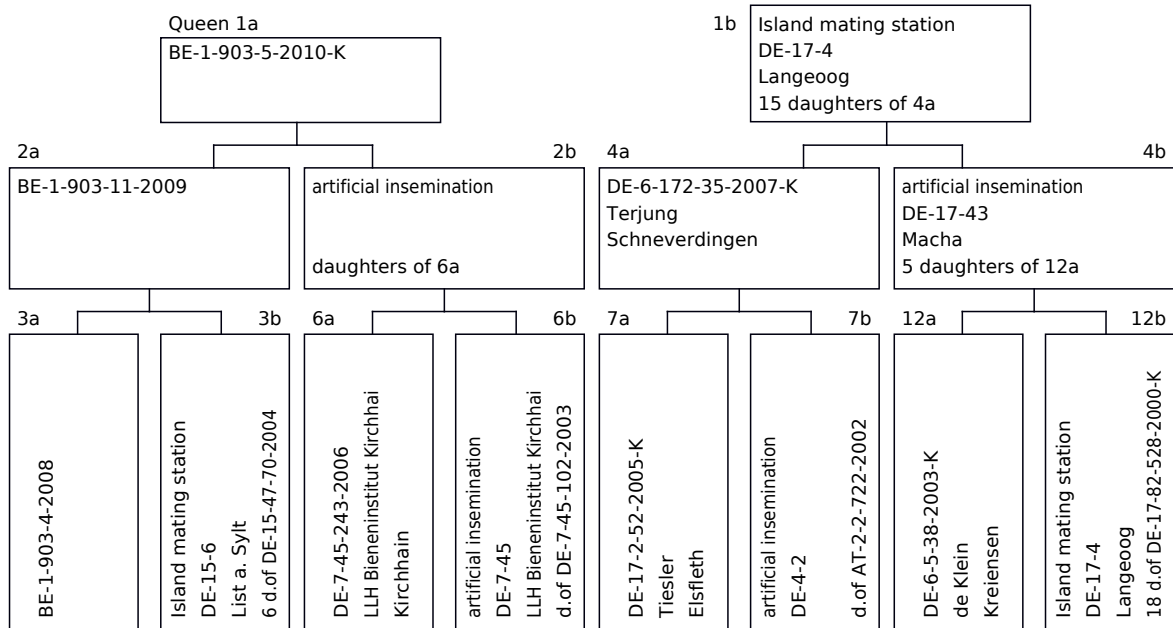 Queen 1a
BE-1-903-5-2010-K
1b
Island mating station
DE-17-4
Langeoog
15 daughters of 4a
2a
BE-1-903-11-2009
2b
artificial insemination
daughters of 6a
4a
DE-6-172-35-2007-K
Terjung
Schneverdingen
4b
artificial insemination
DE-17-43
Macha
5 daughters of 12a
3a
BE-1-903-4-2008
3b
Island mating station
DE-15-6
List a. Sylt
6 d.of DE-15-47-70-2004
6a
DE-7-45-243-2006
LLH Bieneninstitut Kirchhai
Kirchhain
6b
artificial insemination
DE-7-45
LLH Bieneninstitut Kirchhai
d.of DE-7-45-102-2003
7a
DE-17-2-52-2005-K
Tiesler
Elsfleth
7b
artificial insemination
DE-4-2
d.of AT-2-2-722-2002
12a
DE-6-5-38-2003-K
de Klein
Kreiensen
12b
Island mating station
DE-17-4
Langeoog
18 d.of DE-17-82-528-2000-K